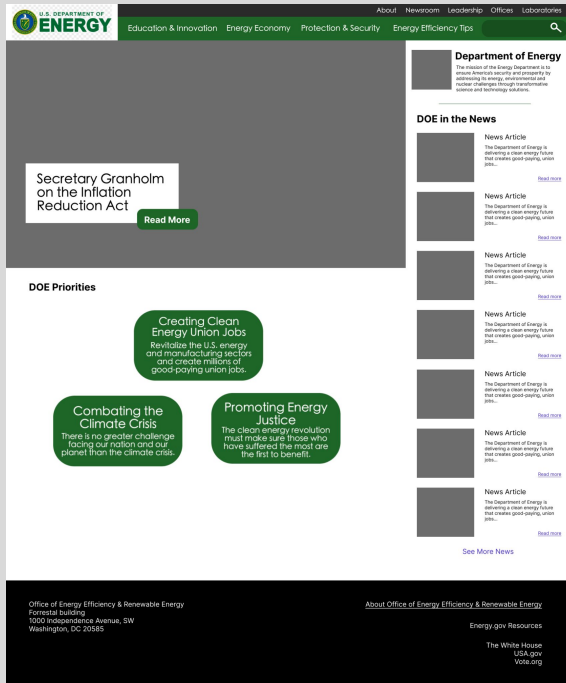 About Newsroom Leadership Offices Laboratories
U.S. DEPARTMENT OF
ENERGY
Education & Innovation Energy Economy Protection & Security Energy Efficiency Tips
Secretary Granholm
on the Inflation
Reduction Act
Read More
DOE Priorities
Creating Clean
Energy Union Jobs
Revitalize the U.S. energy
and manufacturing sectors
and create millions of
good-paying union jobs.
Combating the
Climate Crisis
There is no greater challenge
facing our nation and our
planet than the climate crisis.
Promoting Energy
Justice
The clean energy revolution
must make sure those who
have suffered the most are
the first to benefit.
Department of Energy
The mission of the Energy Department is to
ensure America's security and prosperity by
addressing its energy, environmental and
nuclear challenges through transformative
science and technology solutions.
DOE in the News
News Article
The Department of Energy is
delivering a clean energy future
that creates good-paying, union
jobs...
Read more
News Article
The Department of Energy is
delivering a clean energy future
that creates good-paying, union
jobs...
Read more
News Article
The Department of Energy is
delivering a clean energy future
that creates good-paying, union
jobs...
Read more
News Article
The Department of Energy is
delivering a clean energy future
that creates good-paying, union
jobs...
Read more
News Article
The Department of Energy is
delivering a clean energy future
that creates good-paying, union
jobs...
Read more
News Article
The Department of Energy is
delivering a clean energy future
that creates good-paying, union
jobs...
Read more
News Article
The Department of Energy is
delivering a clean energy future
that creates good-paying, union
jobs...
Read more
See More News
Office of Energy Efficiency & Renewable Energy
Forrestal building
1000 Independence Avenue, SW
Washington, DC 20585
About Office of Energy Efficiency & Renewable Energy
Energy.gov Resources
The White House
USA.gov
Vote.org